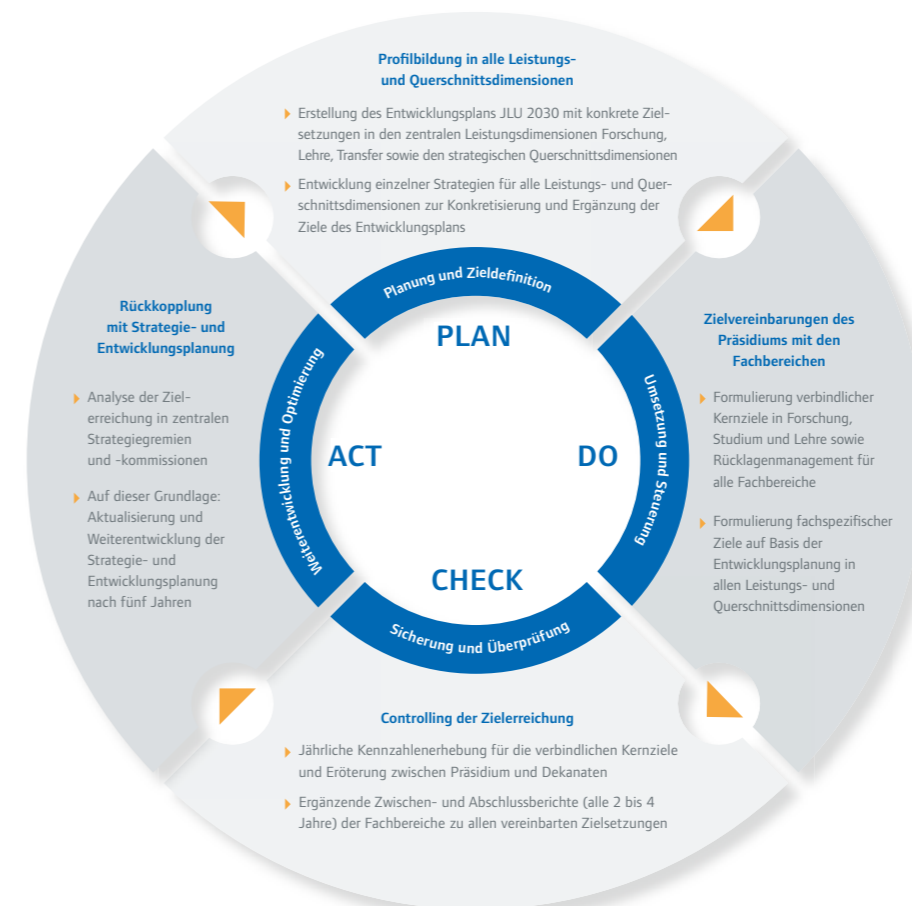 Profilbildung in alle Leistungs-
und Querschnittsdimensionen
Erstellung des Entwicklungsplans JLU 2030 mit konkrete Ziel-
setzungen in den zentralen Leistungsdimensionen Forschung,
Lehre, Transfer sowie den strategischen Querschnittsdimensionen
Entwicklung einzelner Strategien für alle Leistungs- und Quer-
schnittsdimensionen zur Konkretisierung und Ergänzung der
Ziele des Entwicklungsplans
Planung und Zieldefinition
PLAN
Zielvereinbarungen des
Präsidiums mit den
Fachbereichen
Formulierung verbindlicher
Kernziele in Forschung,
Studium und Lehre sowie
Rücklagenmanagement für
alle Fachbereiche
Formulierung fachspezifischer
Ziele auf Basis der
Entwicklungsplanung in
allen Leistungs- und
Querschnittsdimensionen
Umsetzung und Steuerung
DO
CHECK
Sicherung und Überprüfung
Controlling der Zielerreichung
Jährliche Kennzahlenerhebung für die verbindlichen Kernziele
und Erörterung zwischen Präsidium und Dekanaten
Ergänzende Zwischen- und Abschlussberichte (alle 2 bis 4
Jahre) der Fachbereiche zu allen vereinbarten Zielsetzungen
Rückkopplung
mit Strategie- und
Entwicklungsplanung
Analyse der Ziel-
erreichung in zentralen
Strategiegremien
und -kommissionen
Auf dieser Grundlage:
Aktualisierung und
Weiterentwicklung der
Strategie- und
Entwicklungsplanung
nach fünf Jahren
Weiterentwicklung und Optimierung
ACT